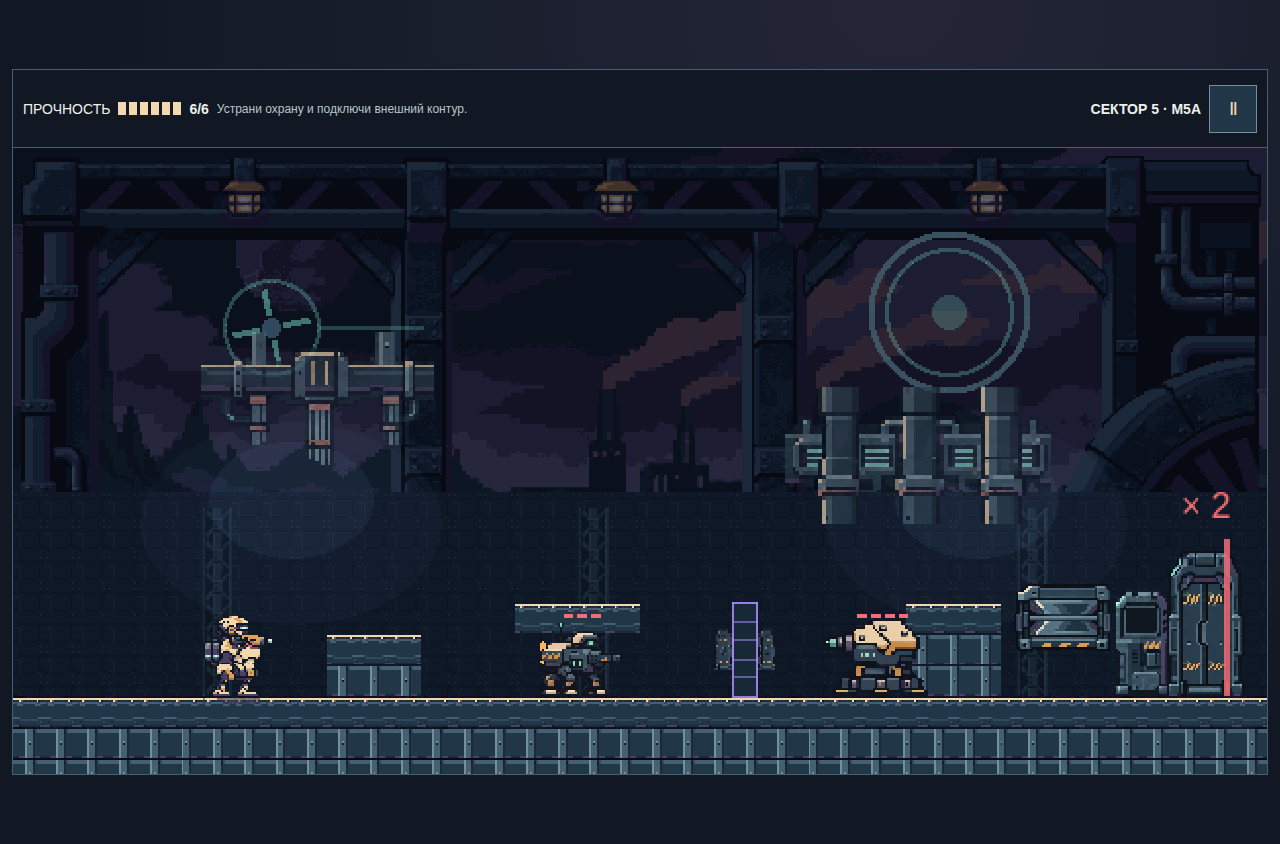 ПРОЧНОСТЬ 6/6 Устрани охрану и подключи внешний контур.
СЕКТОР 5 · М5А
× 2